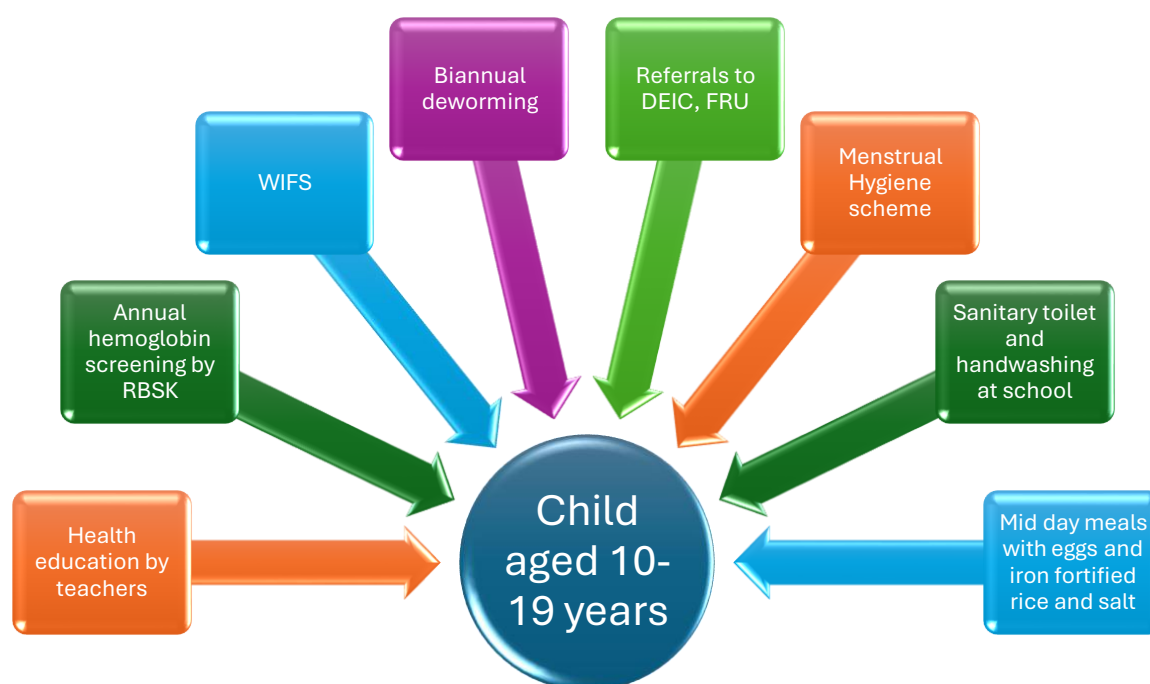 Biannual
deworming
Referrals to
DEIC, FRU
WIFS
Menstrual
Hygiene
scheme
Annual
hemoglobin
screening by
RBSK
Sanitary toilet
and
handwashing
at school
Health
education by
teachers
Child
aged 10-
19 years
Mid day meals
with eggs and
iron fortified
rice and salt